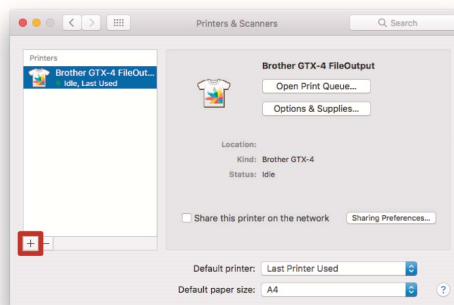 Printers & Scanners
Search
Printers
Brother GTX-4 FileOut...
Idle, Last Used
Brother GTX-4 FileOutput
Open Print Queue...
Options & Supplies...
Location:
Kind: Brother GTX-4
Status: Idle
Share this printer on the network
Sharing Preferences...
+ −
Default printer: Last Printer Used
Default paper size: A4
?